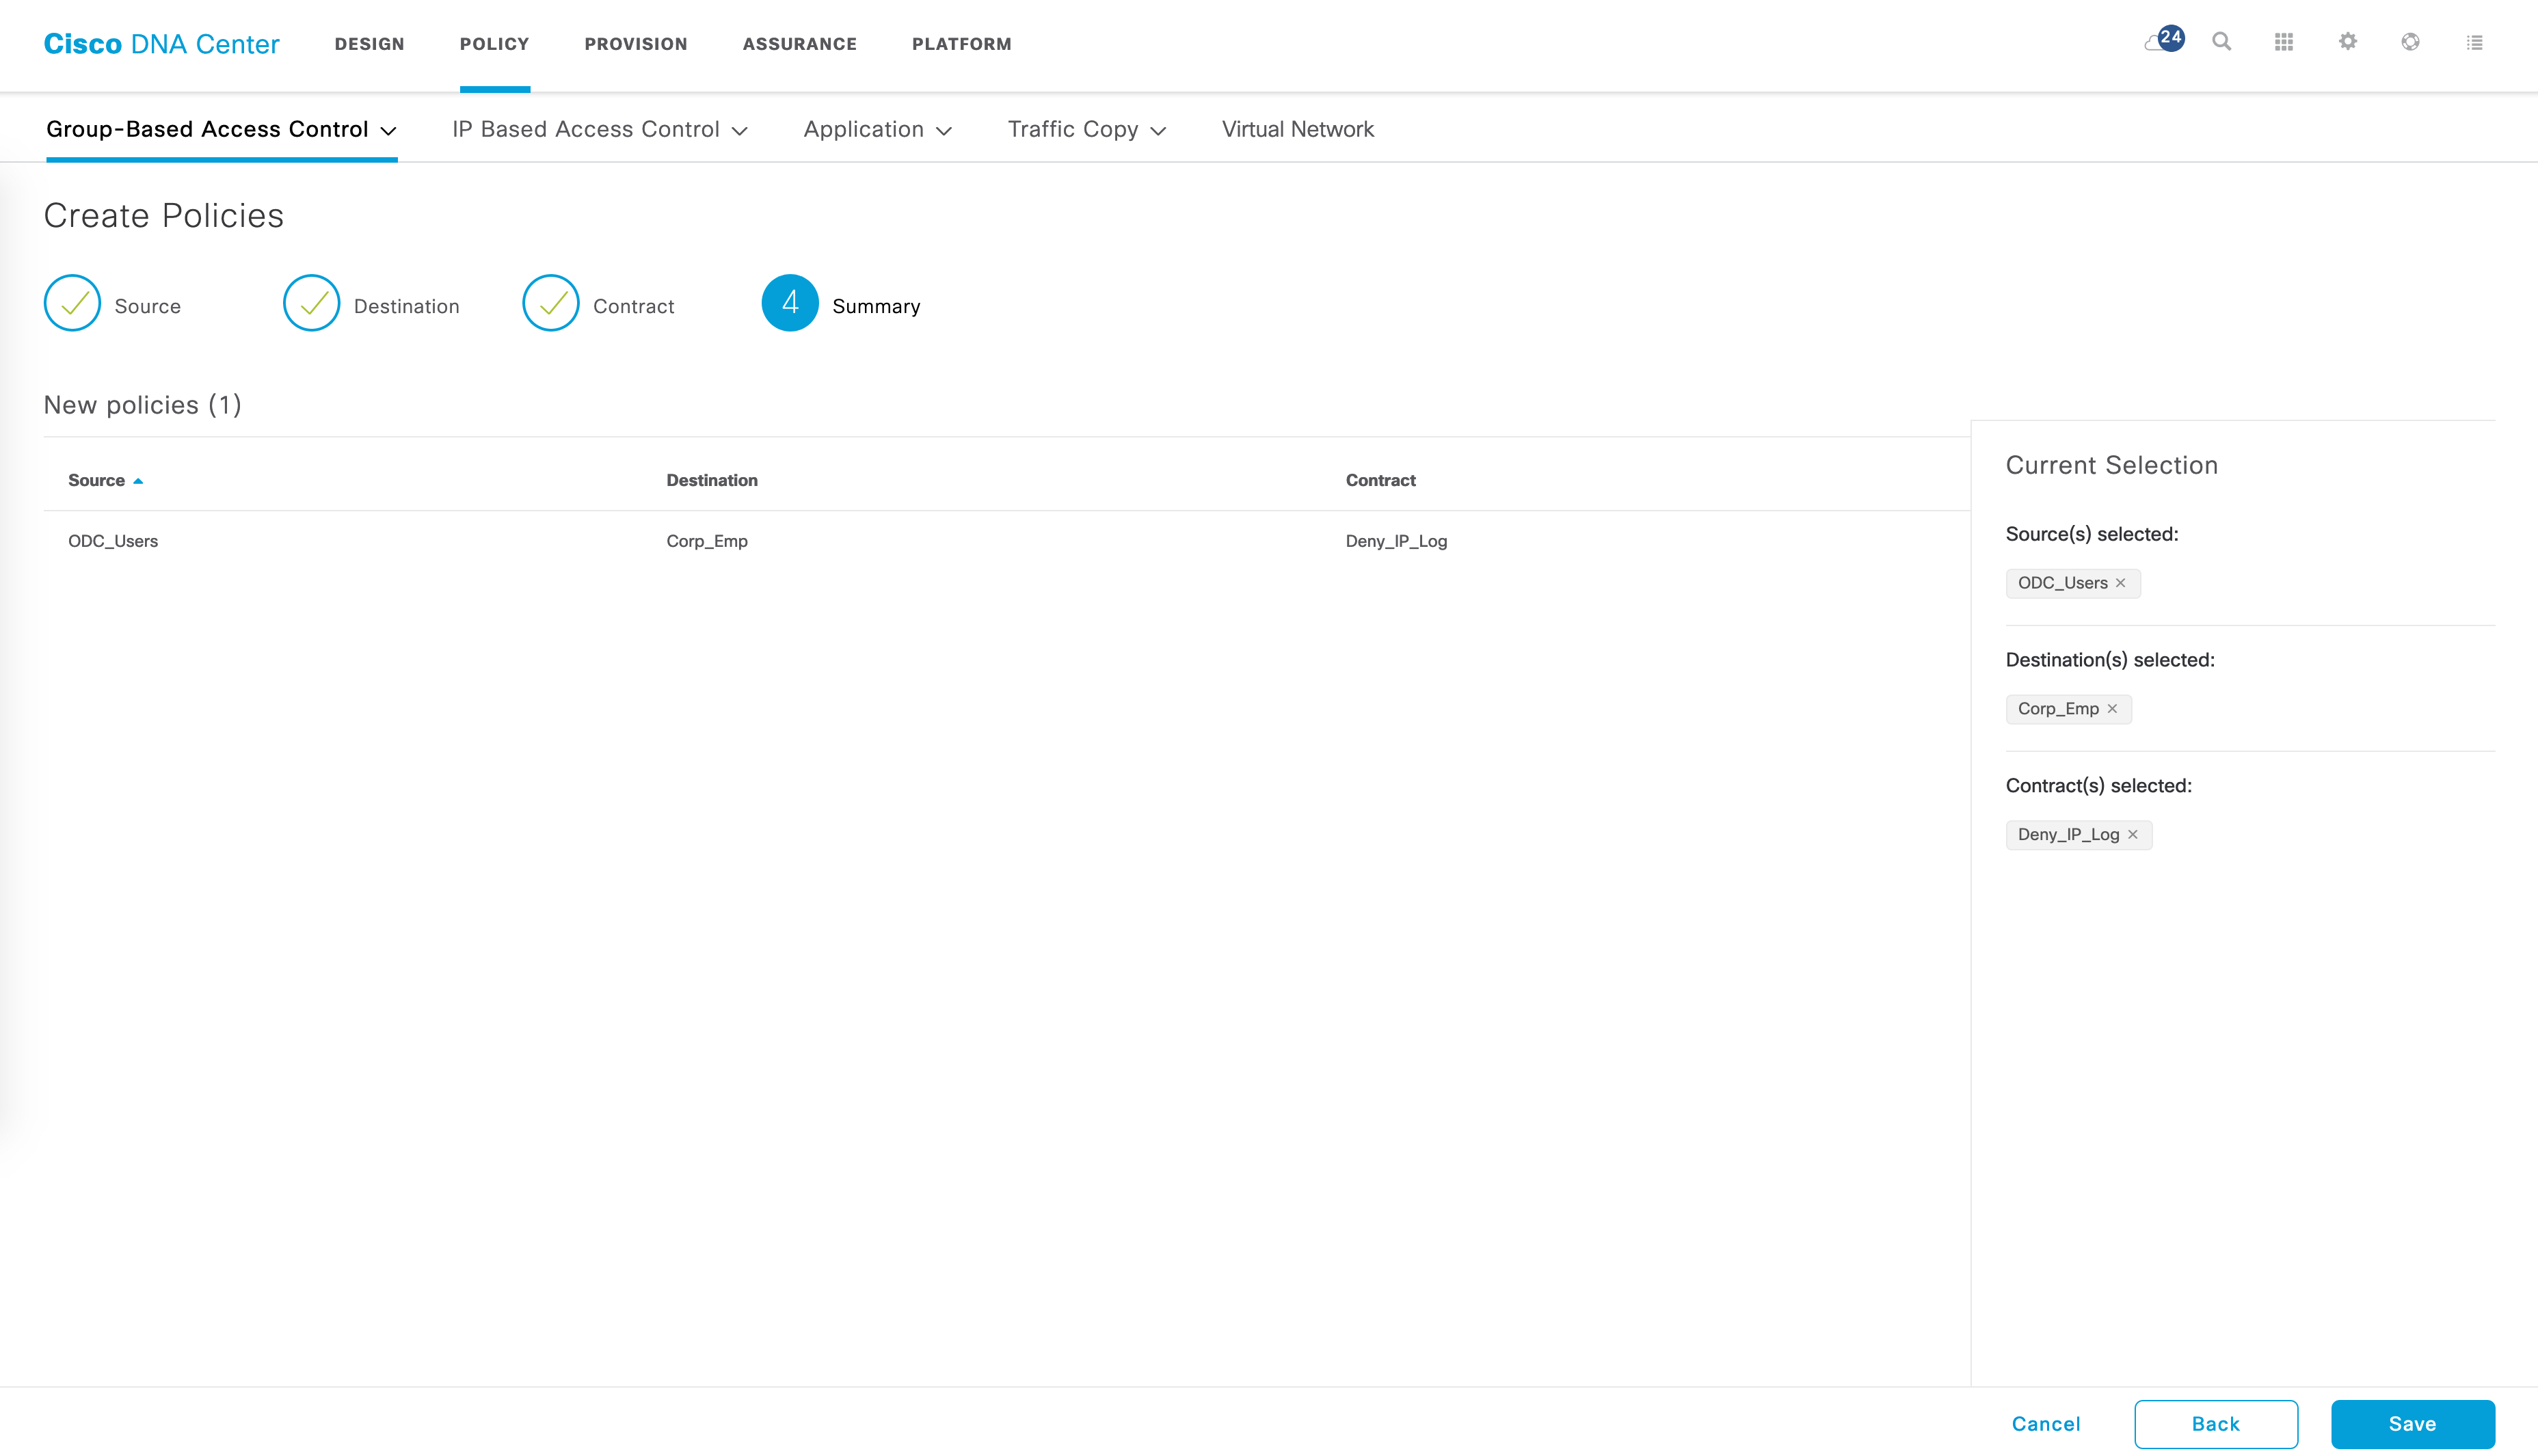 Cisco DNA Center DESIGN POLICY PROVISION ASSURANCE PLATFORM 24
Group-Based Access Control IP Based Access Control Application Traffic Copy Virtual Network
Create Policies
Source Destination Contract 4 Summary
New policies (1)
Source Destination Contract
ODC_Users Corp_Emp Deny_IP_Log
Current Selection
Source(s) selected:
ODC_Users
Destination(s) selected:
Corp_Emp
Contract(s) selected:
Deny_IP_Log
Cancel Back Save